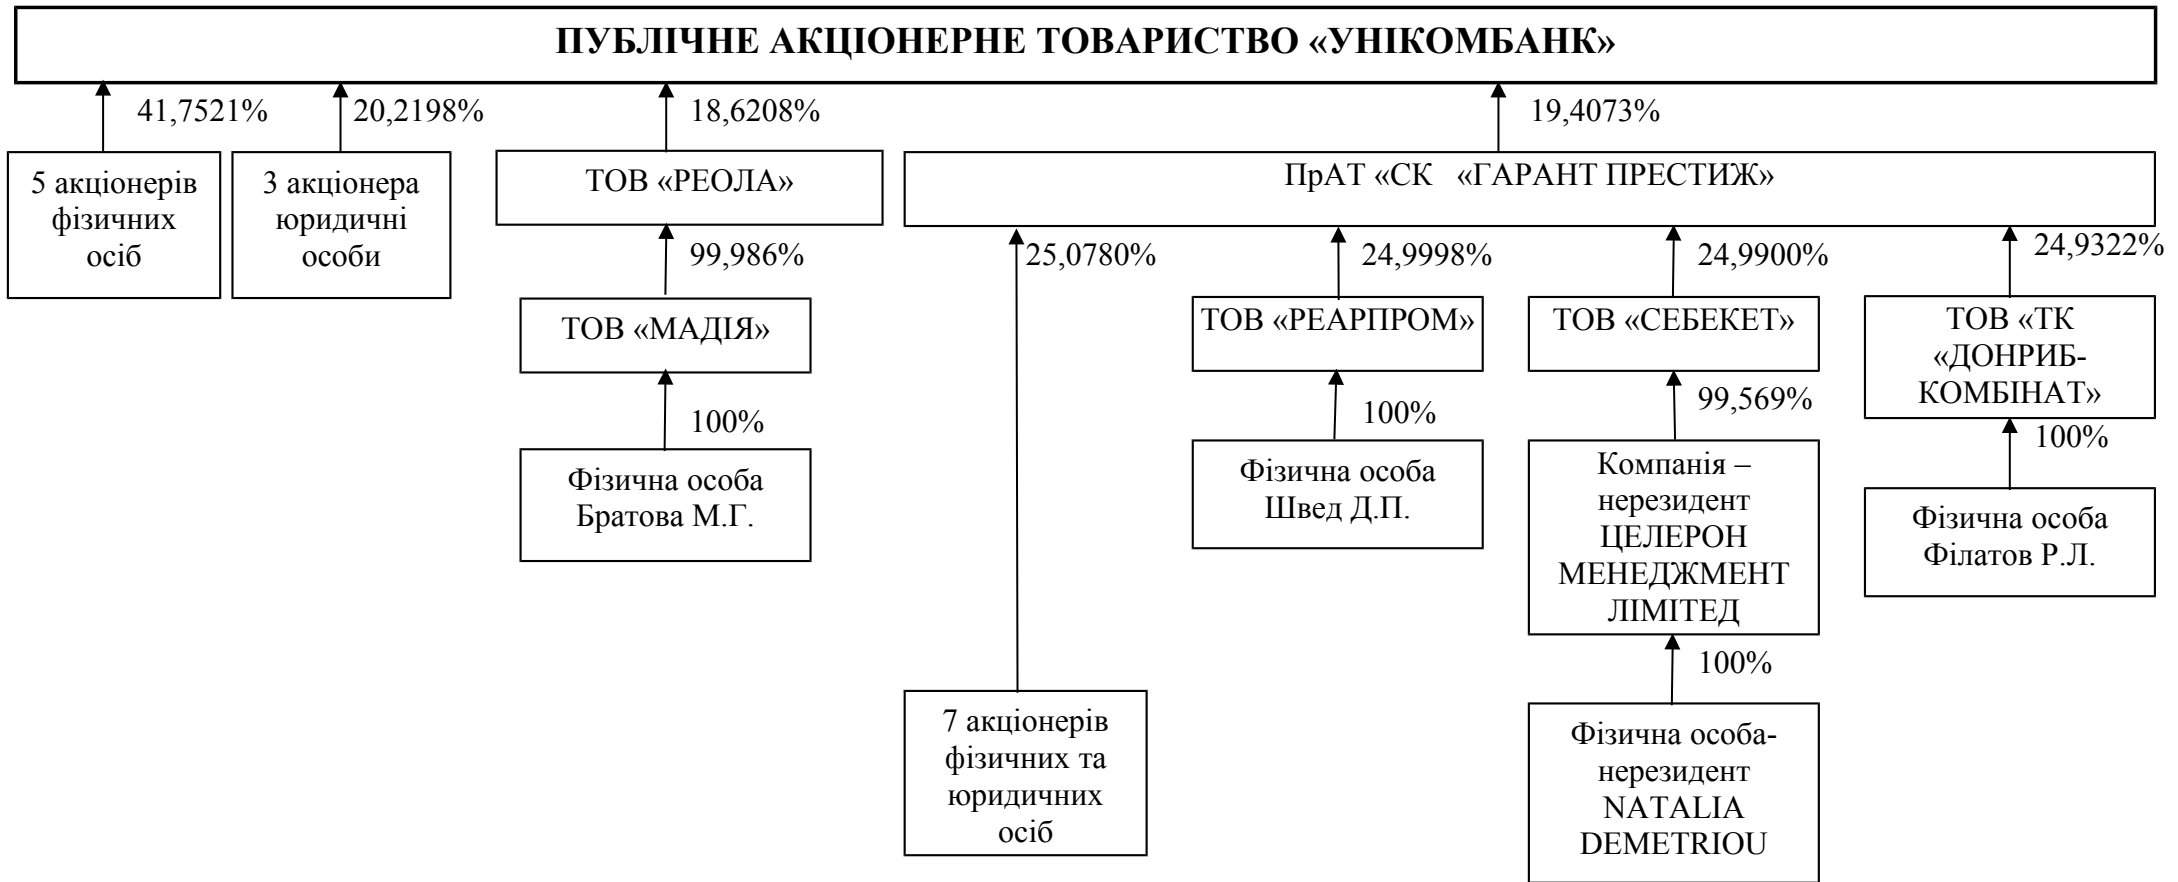 ПУБЛІЧНЕ АКЦІОНЕРНЕ ТОВАРИСТВО «УНІКОМБАНК»
41,7521%
20,2198%
18,6208%
19,4073%
5 акціонерів
фізичних
осіб
3 акціонера
юридичні
особи
ТОВ «РЕОЛА»
ПрАТ «СК «ГАРАНТ ПРЕСТИЖ»
99,986%
25,0780%
24,9998%
24,9900%
24,9322%
ТОВ «МАДІЯ»
ТОВ «РЕАРПРОМ»
ТОВ «СЕБЕКЕТ»
ТОВ «ТК
«ДОНРИБ-
КОМБІНАТ»
100%
100%
99,569%
100%
Фізична особа
Братова М.Г.
Фізична особа
Швед Д.П.
Компанія –
нерезидент
ЦЕЛЕРОН
МЕНЕДЖМЕНТ
ЛІМІТЕД
Фізична особа
Філатов Р.Л.
100%
7 акціонерів
фізичних та
юридичних
осіб
Фізична особа-
нерезидент
NATALIA
DEMETRIOU